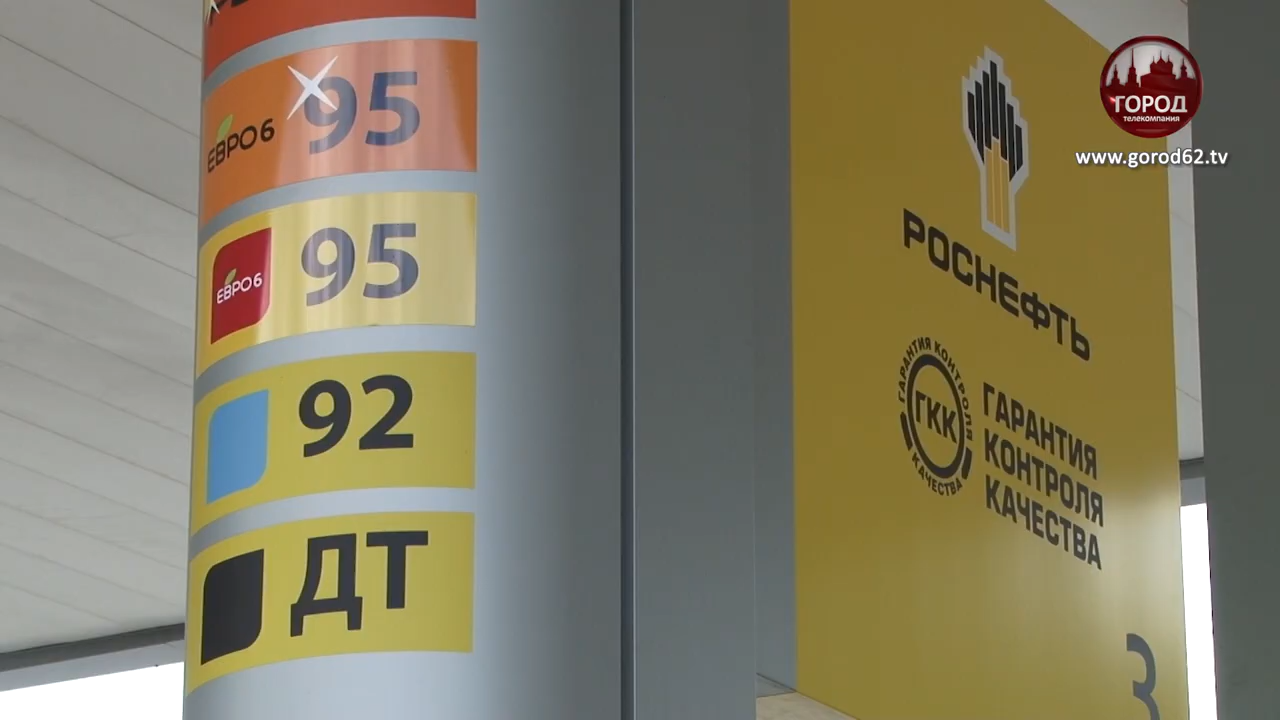 ЕВРО6 95
ЕВРО6 95
92
ДТ
РОСНЕФТЬ
ГАРАНТИЯ КОНТРОЛЯ КАЧЕСТВА
ГКК
ГАРАНТИЯ
КОНТРОЛЯ
КАЧЕСТВА
3
ГОРОД
телекомпания
www.gorod62.tv